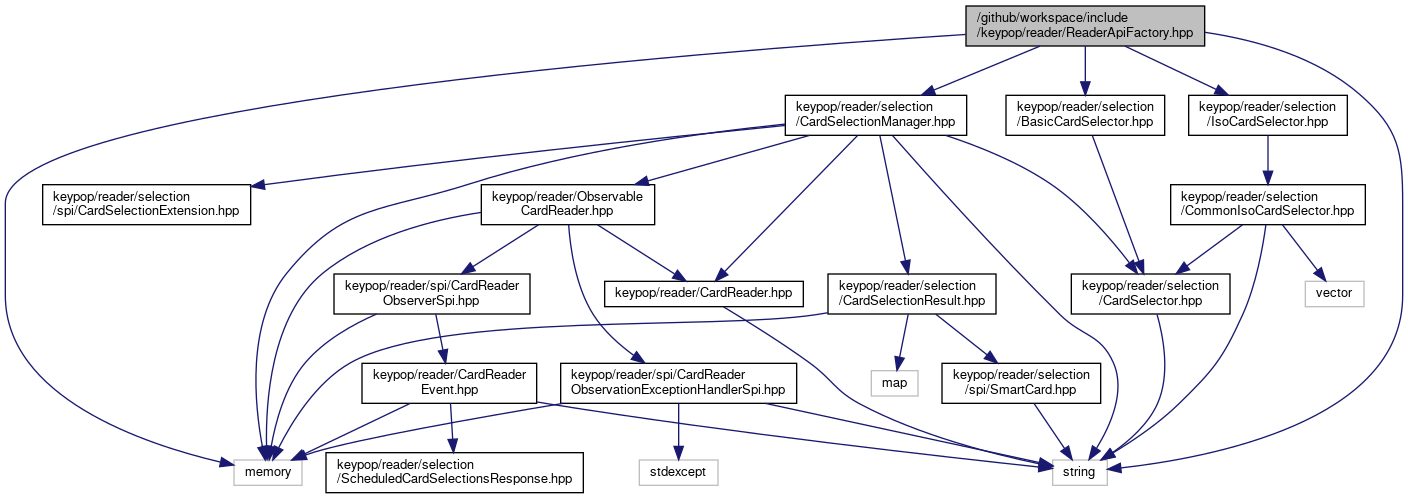 /github/workspace/include
/keypop/reader/ReaderApiFactory.hpp
keypop/reader/selection
/CardSelectionManager.hpp
keypop/reader/selection
/BasicCardSelector.hpp
keypop/reader/selection
/IsoCardSelector.hpp
keypop/reader/selection
/spi/CardSelectionExtension.hpp
keypop/reader/Observable
CardReader.hpp
keypop/reader/selection
/CommonIsoCardSelector.hpp
keypop/reader/spi/CardReader
ObserverSpi.hpp
keypop/reader/CardReader.hpp
keypop/reader/selection
/CardSelectionResult.hpp
keypop/reader/selection
/CardSelector.hpp
vector
keypop/reader/CardReader
Event.hpp
keypop/reader/spi/CardReader
ObservationExceptionHandlerSpi.hpp
map
keypop/reader/selection
/spi/SmartCard.hpp
memory
keypop/reader/selection
/ScheduledCardSelectionsResponse.hpp
stdexcept
string